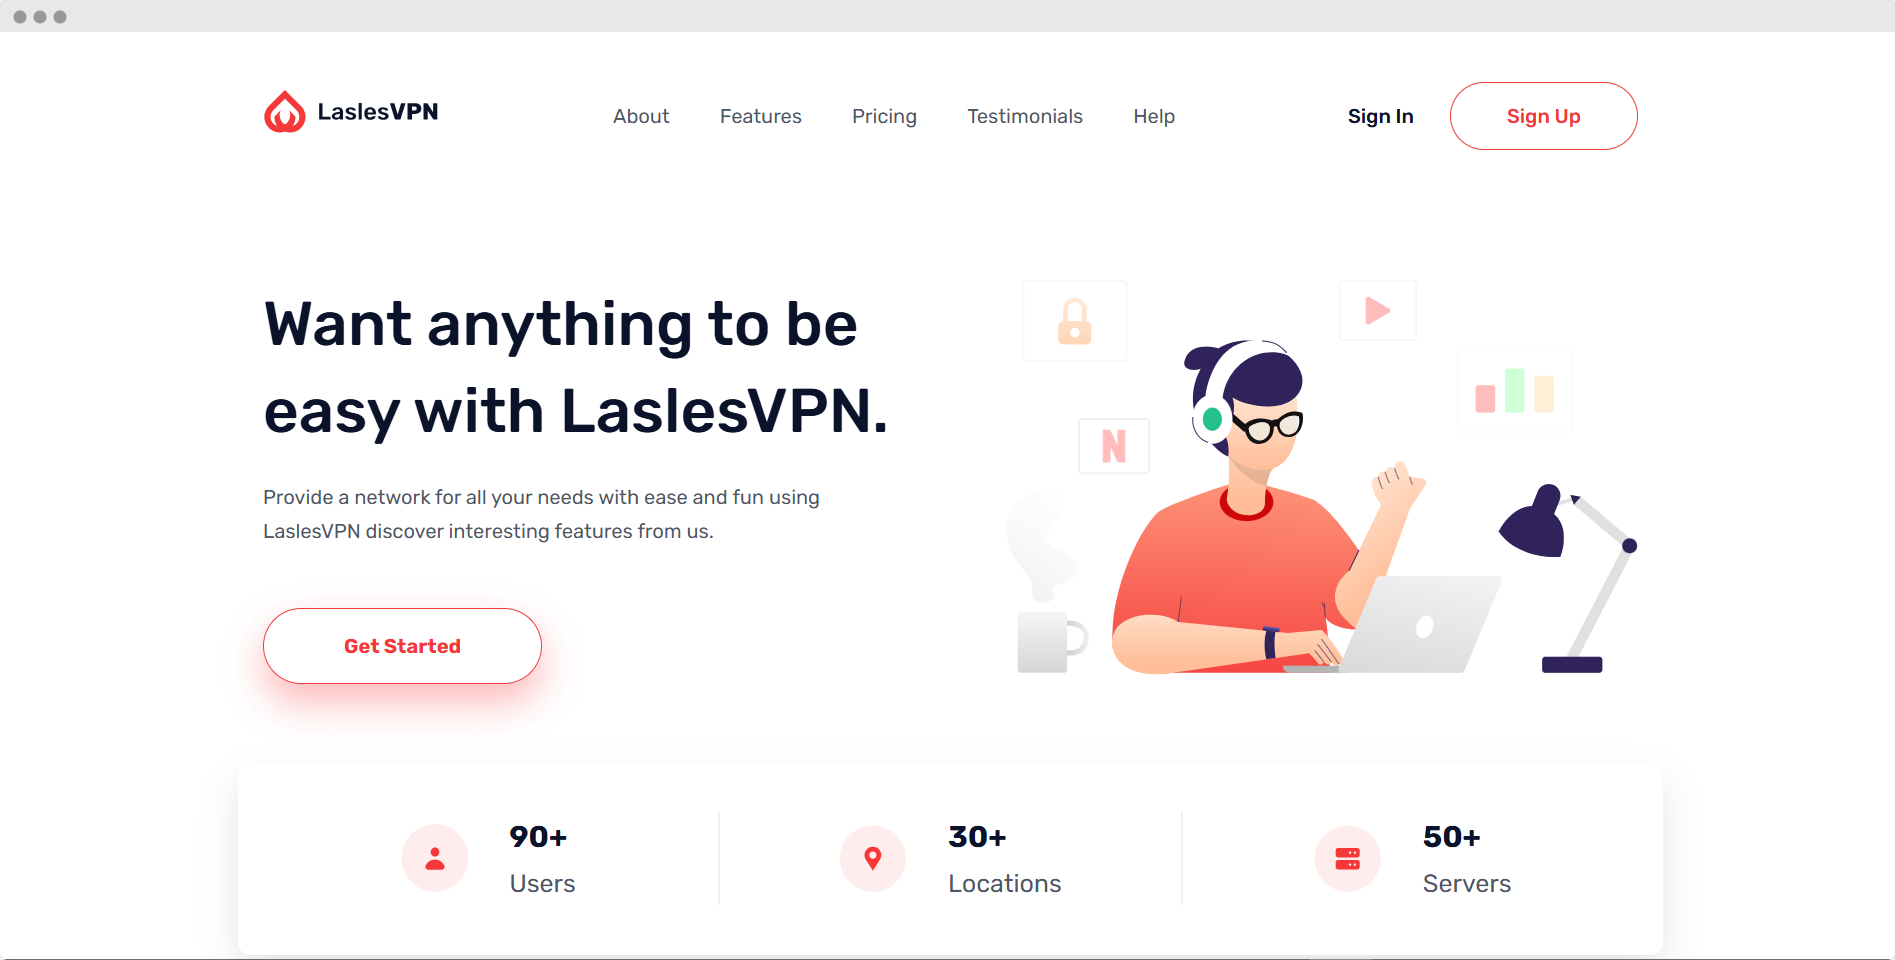 LaslesVPN
About
Features
Pricing
Testimonials
Help
Sign In
Sign Up
Want anything to be
easy with LaslesVPN.
Provide a network for all your needs with ease and fun using
LaslesVPN discover interesting features from us.
Get Started
N
90+
Users
30+
Locations
50+
Servers